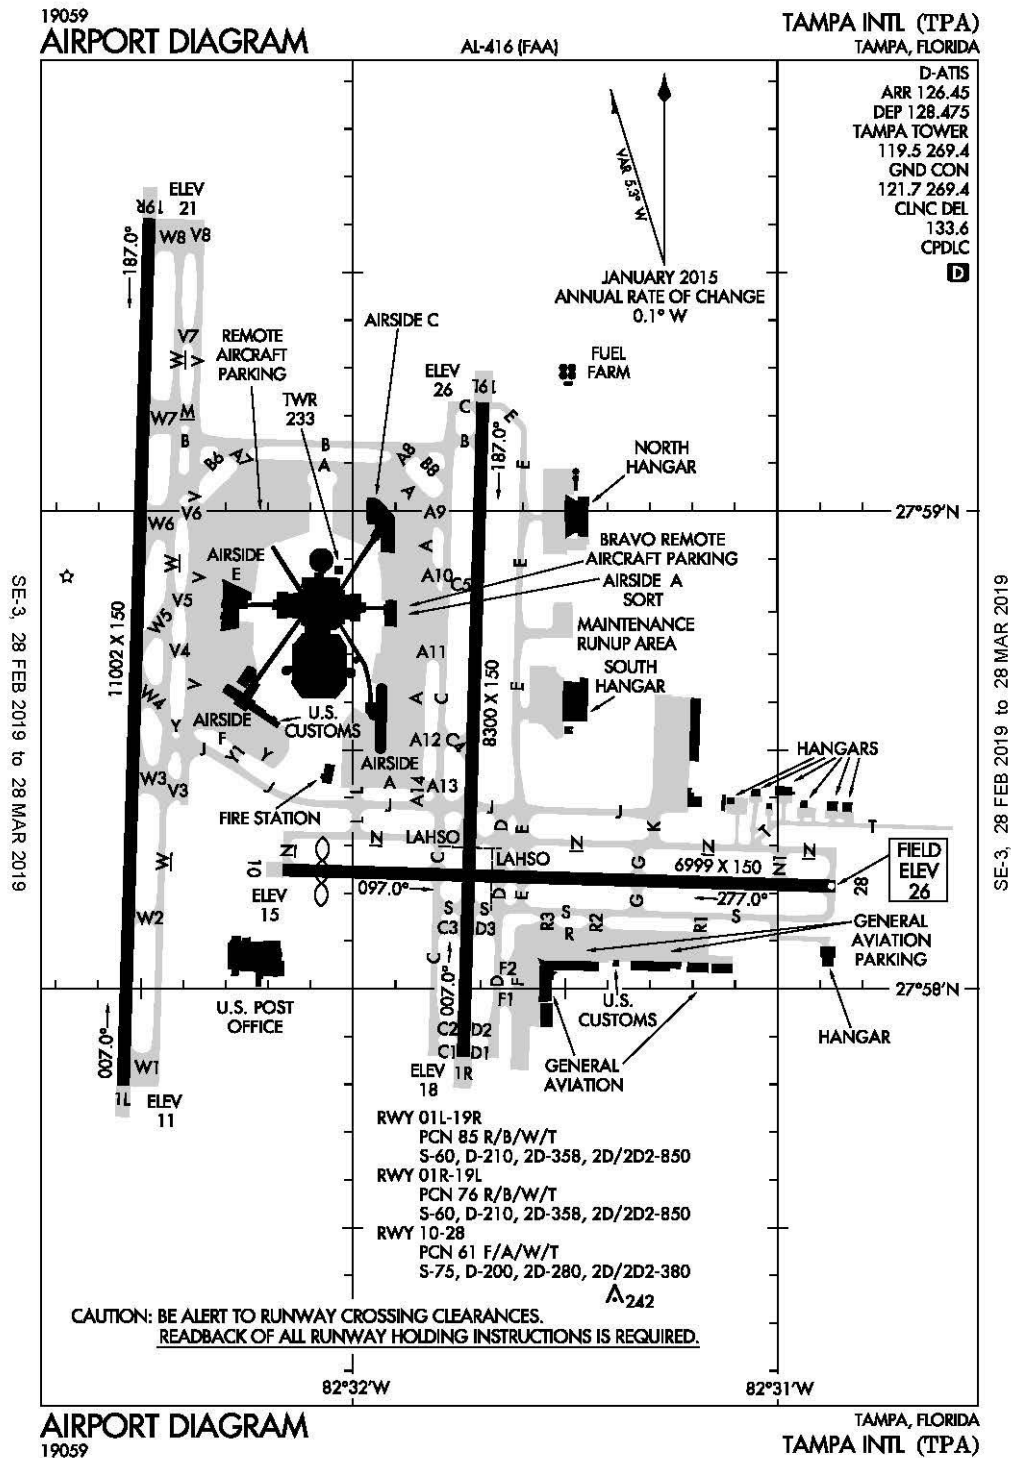 19059
AIRPORT DIAGRAM
AL-416 (FAA)
TAMPA INTL (TPA)
TAMPA, FLORIDA
D-ATIS
ARR 126.45
DEP 128.475
TAMPA TOWER
119.5 269.4
GND CON
121.7 269.4
CLNC DEL
133.6
CPDLC
D
VAR 5.3° W
JANUARY 2015
ANNUAL RATE OF CHANGE
0.1° W
19R
ELEV
21
187.0°
W8 V8
V7
W
V
W7
M
B
REMOTE
AIRCRAFT
PARKING
TWR
233
AIRSIDE C
ELEV
26
19L
C
E
B
187.0°
FUEL
FARM
B6
A7
B
A
A8
B8
E
NORTH
HANGAR
V
V6
A
A9
W6
27°59'N
W
V
AIRSIDE
E
A
A10
C5
E
BRAVO REMOTE
AIRCRAFT PARKING
AIRSIDE A
SORT
V5
W5
V4
A11
MAINTENANCE
RUNUP AREA
SOUTH
HANGAR
11002 X 150
8300 X 150
W4
V
Y
A
C
E
AIRSIDE
F
U.S.
CUSTOMS
J
Y1
Y
J
A12
C4
AIRSIDE
A
A14
A13
W3
V3
FIRE STATION
L
L
J
J
D
E
J
K
HANGARS
T
T
LAHSO
LAHSO
N1
N
N
N
N1
N
C
G
10
ELEV
15
097.0°
6999 X 150
277.0°
28
FIELD
ELEV
26
W
W2
D
E
G
S
S
C3
D3
R3
S
R
R2
R1
S
GENERAL
AVIATION
PARKING
U.S. POST
OFFICE
C
007.0°
D
F2
F
F1
U.S.
CUSTOMS
27°58'N
HANGAR
007.0°
C2
D2
C1
D1
W1
1L
ELEV
11
ELEV
18
1R
GENERAL
AVIATION
RWY 01L-19R
PCN 85 R/B/W/T
S-60, D-210, 2D-358, 2D/2D2-850
RWY 01R-19L
PCN 76 R/B/W/T
S-60, D-210, 2D-358, 2D/2D2-850
RWY 10-28
PCN 61 F/A/W/T
S-75, D-200, 2D-280, 2D/2D2-380
242
CAUTION: BE ALERT TO RUNWAY CROSSING CLEARANCES.
READBACK OF ALL RUNWAY HOLDING INSTRUCTIONS IS REQUIRED.
82°32'W
82°31'W
SE-3, 28 FEB 2019 to 28 MAR 2019
SE-3, 28 FEB 2019 to 28 MAR 2019
AIRPORT DIAGRAM
19059
TAMPA, FLORIDA
TAMPA INTL (TPA)